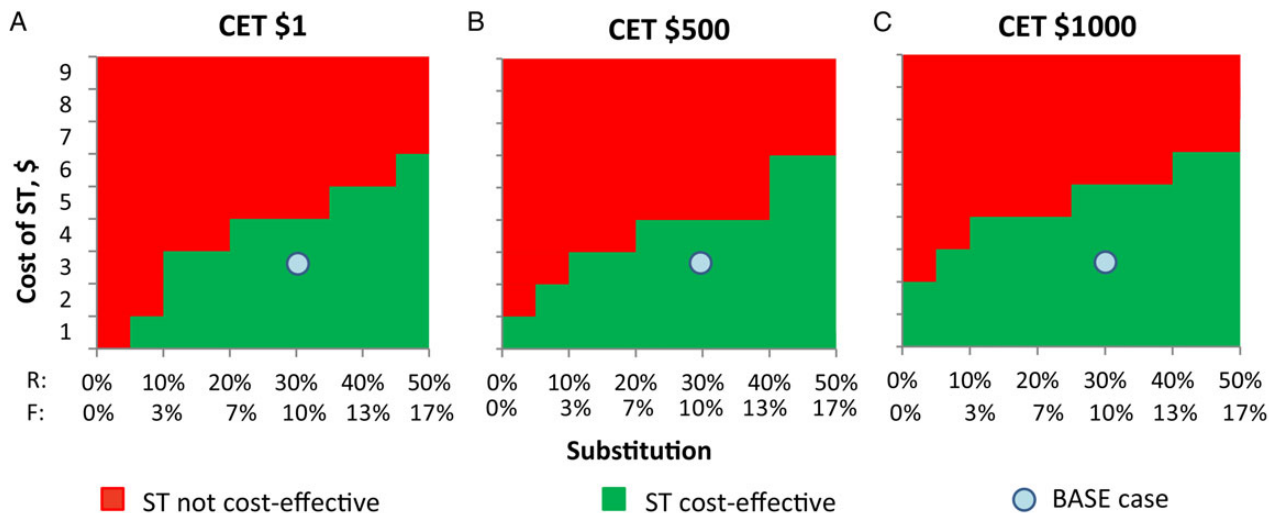 A CET $1 B CET $500 C CET $1000
Cost of ST, $
9
8
7
6
5
4
3
2
1
R: 0% 10% 20% 30% 40% 50% 0% 10% 20% 30% 40% 50% 0% 10% 20% 30% 40% 50%
F: 0% 3% 7% 10% 13% 17% 0% 3% 7% 10% 13% 17% 0% 3% 7% 10% 13% 17%
Substitution
ST not cost-effective ST cost-effective BASE case